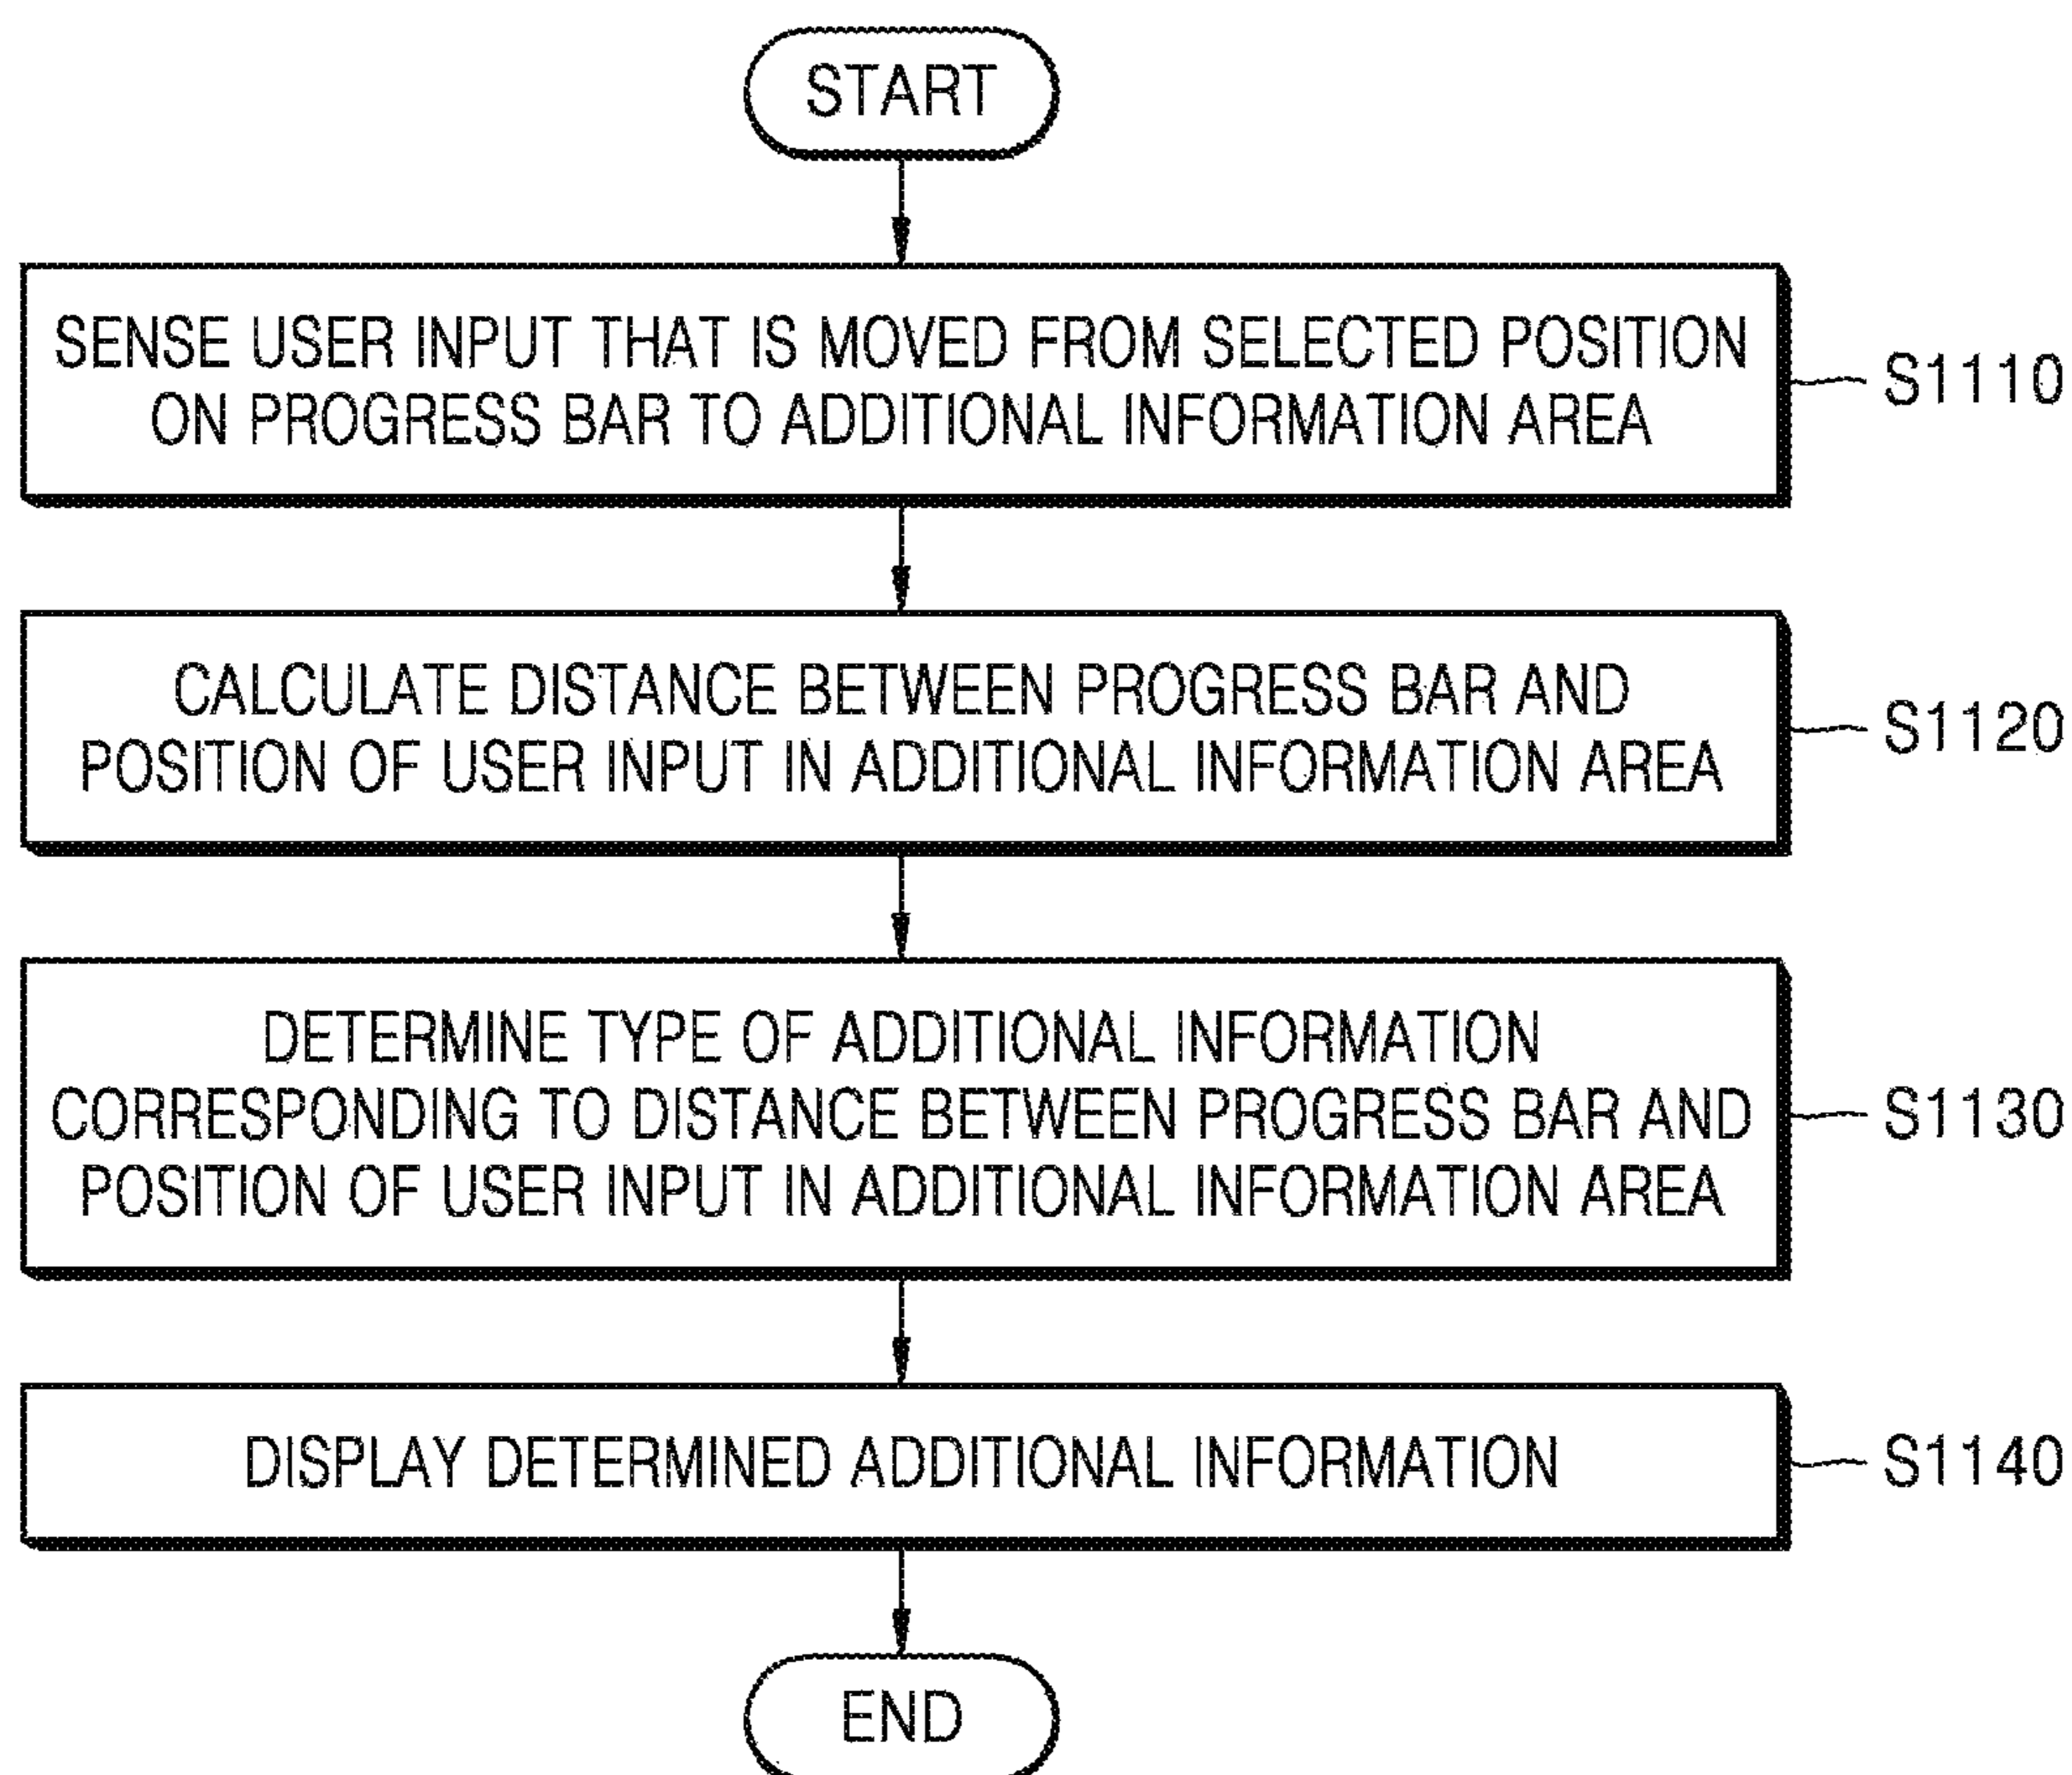 START
SENSE USER INPUT THAT IS MOVED FROM SELECTED POSITION
ON PROGRESS BAR TO ADDITIONAL INFORMATION AREA
S1110
CALCULATE DISTANCE BETWEEN PROGRESS BAR AND
POSITION OF USER INPUT IN ADDITIONAL INFORMATION AREA
S1120
DETERMINE TYPE OF ADDITIONAL INFORMATION
CORRESPONDING TO DISTANCE BETWEEN PROGRESS BAR AND
POSITION OF USER INPUT IN ADDITIONAL INFORMATION AREA
S1130
DISPLAY DETERMINED ADDITIONAL INFORMATION
S1140
END